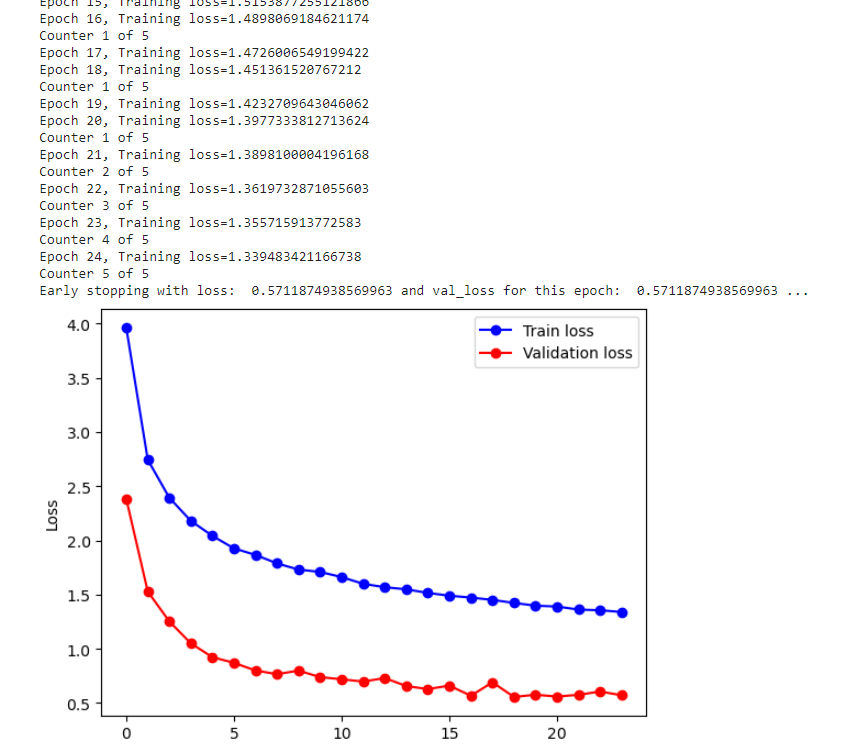 Epoch 15, Training loss=1.5153877255121866
Epoch 16, Training loss=1.4898069184621174
Counter 1 of 5
Epoch 17, Training loss=1.4726006549199422
Epoch 18, Training loss=1.451361520767212
Counter 1 of 5
Epoch 19, Training loss=1.4232709643046062
Epoch 20, Training loss=1.3977333812713624
Counter 1 of 5
Epoch 21, Training loss=1.3898100004196168
Counter 2 of 5
Epoch 22, Training loss=1.3619732871055603
Counter 3 of 5
Epoch 23, Training loss=1.355715913772583
Counter 4 of 5
Epoch 24, Training loss=1.339483421166738
Counter 5 of 5
Early stopping with loss:  0.5711874938569963 and val_loss for this epoch:  0.5711874938569963 ...
Train loss
Validation loss
4.0
3.5
3.0
2.5
2.0
1.5
1.0
0.5
Loss
0 5 10 15 20